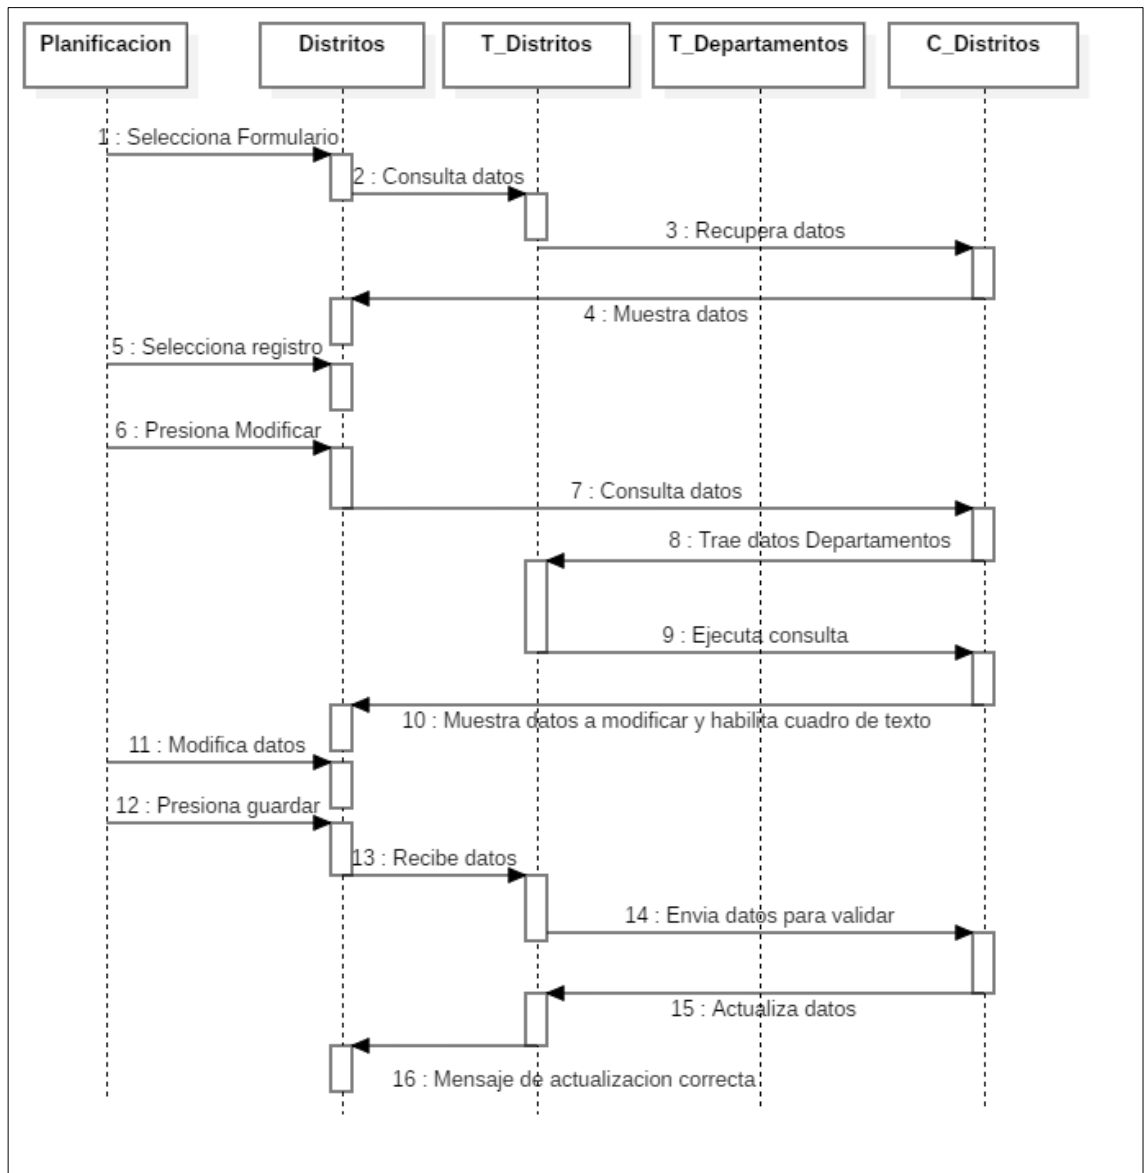 Planificacion
Distritos
T_Distritos
T_Departamentos
C_Distritos
1 : Selecciona Formulario
2 : Consulta datos
3 : Recupera datos
4 : Muestra datos
5 : Selecciona registro
6 : Presiona Modificar
7 : Consulta datos
8 : Trae datos Departamentos
9 : Ejecuta consulta
10 : Muestra datos a modificar y habilita cuadro de texto
11 : Modifica datos
12 : Presiona guardar
13 : Recibe datos
14 : Envia datos para validar
15 : Actualiza datos
16 : Mensaje de actualizacion correcta